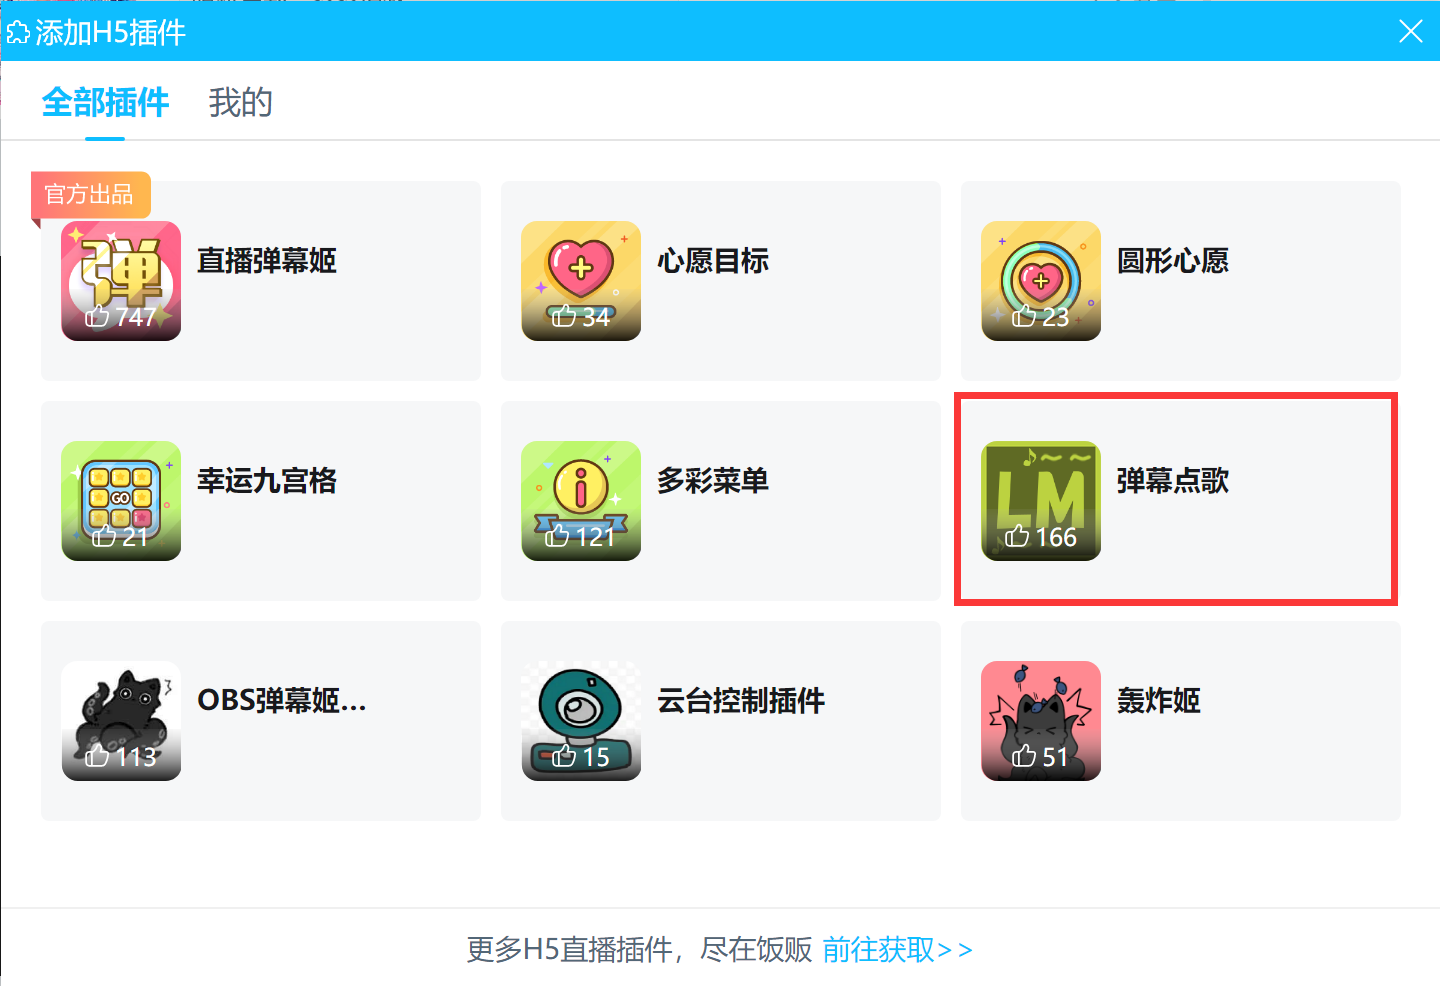 添加H5插件
全部插件 我的
官方出品
弹
747
直播弹幕姬
34
心愿目标
23
圆形心愿
GO
21
幸运九宫格
121
多彩菜单
LM
166
弹幕点歌
113
OBS弹幕姬...
15
云台控制插件
51
轰炸姬
更多H5直播插件，尽在饭贩 前往获取>>